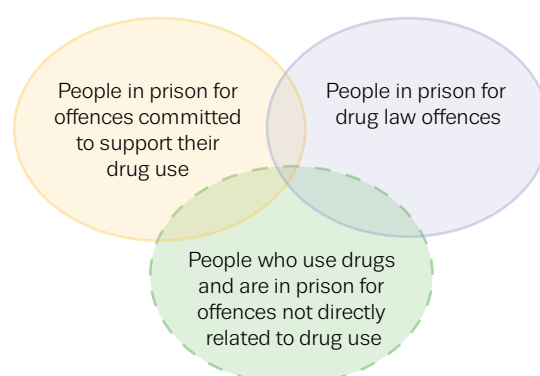 People in prison for
offences committed
to support their
drug use
People in prison for
drug law offences
People who use drugs
and are in prison for
offences not directly
related to drug use